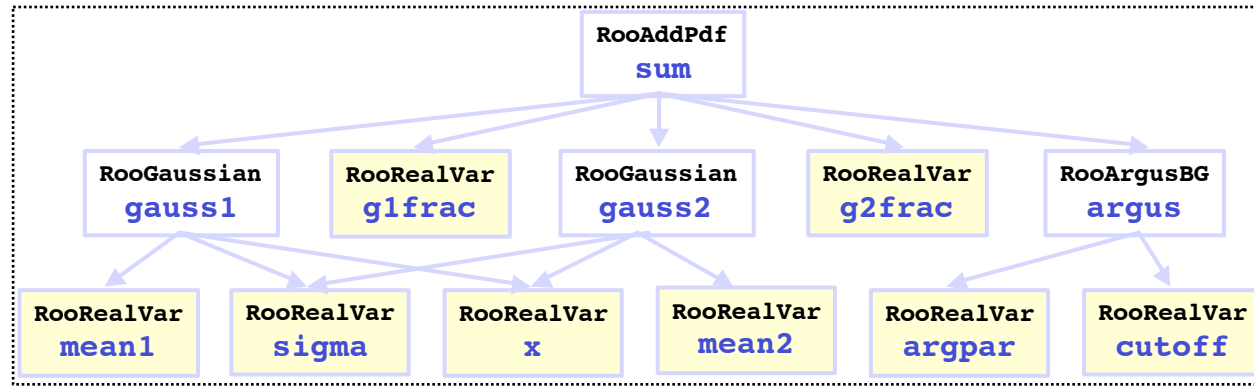 RooAddPdf
sum
RooGaussian
gauss1
RooRealVar
g1frac
RooGaussian
gauss2
RooRealVar
g2frac
RooArgusBG
argus
RooRealVar
mean1
RooRealVar
sigma
RooRealVar
x
RooRealVar
mean2
RooRealVar
argpar
RooRealVar
cutoff